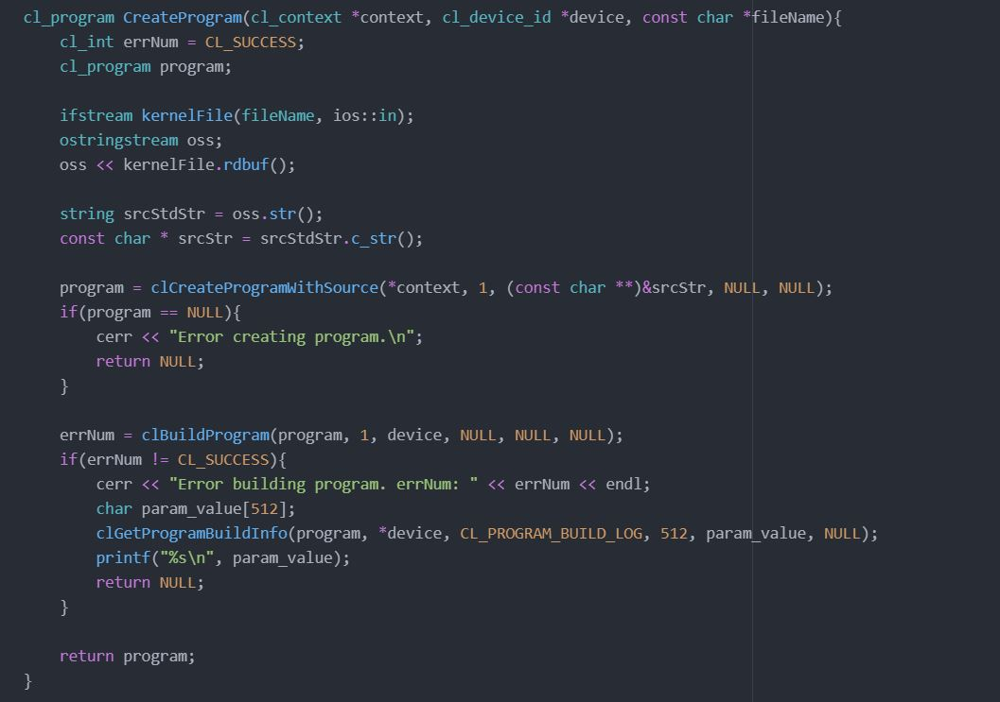 cl_program CreateProgram(cl_context *context, cl_device_id *device, const char *fileName){
    cl_int errNum = CL_SUCCESS;
    cl_program program;

    ifstream kernelFile(fileName, ios::in);
    ostringstream oss;
    oss << kernelFile.rdbuf();

    string srcStdStr = oss.str();
    const char * srcStr = srcStdStr.c_str();

    program = clCreateProgramWithSource(*context, 1, (const char **)&srcStr, NULL, NULL);
    if(program == NULL){
        cerr << "Error creating program.\n";
        return NULL;
    }

    errNum = clBuildProgram(program, 1, device, NULL, NULL, NULL);
    if(errNum != CL_SUCCESS){
        cerr << "Error building program. errNum: " << errNum << endl;
        char param_value[512];
        clGetProgramBuildInfo(program, *device, CL_PROGRAM_BUILD_LOG, 512, param_value, NULL);
        printf("%s\n", param_value);
        return NULL;
    }

    return program;
}